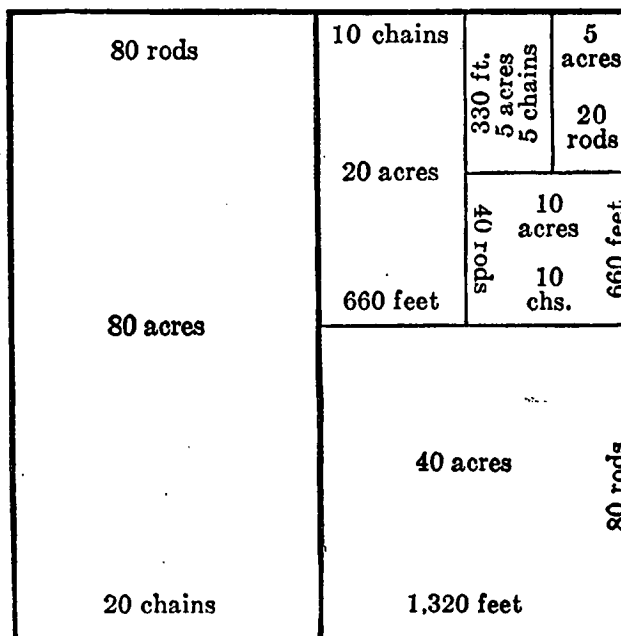 80 rods
80 acres
20 chains
10 chains
20 acres
660 feet
330 ft.
5 acres
5 chains
5
acres
20
rods
40 rods
10
acres
10
chs.
660 feet
40 acres
80 rods
1,320 feet